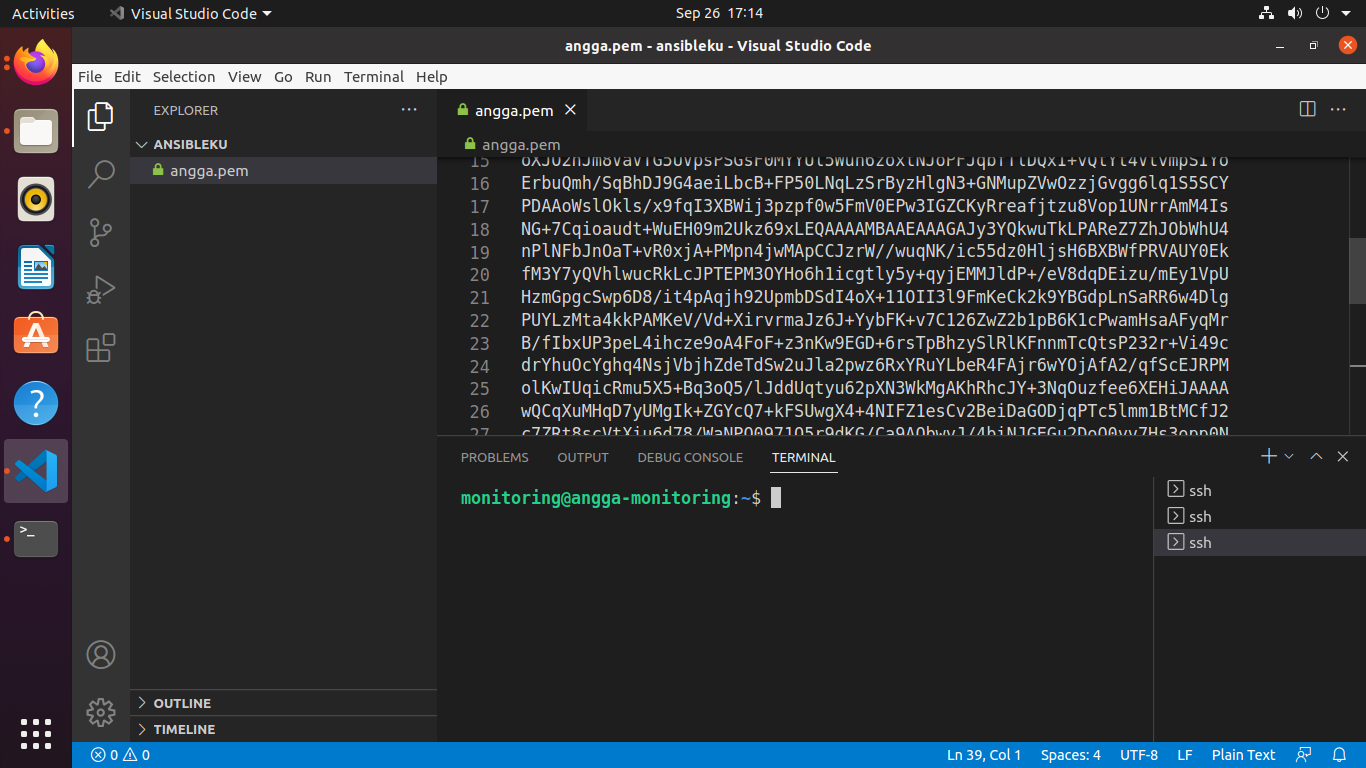 Activities
Visual Studio Code
Sep 26 17:14
angga.pem - ansibleku - Visual Studio Code
File Edit Selection View Go Run Terminal Help
EXPLORER
ANSIBLEKU
angga.pem
OUTLINE
TIMELINE
angga.pem
angga.pem
15
16 ErbuQmh/SqBhDJ9G4aeiLbcB+FP50LNqLzSrByzHlgN3+GNMupZVwOzzjGvgg6lq1S5SCY
17 PDAAoWslOkls/x9fqI3XBWij3pzpf0w5FmV0EPw3IGZCKyRreafjtzu8Vop1UNrrAmM4Is
18 NG+7Cqioaudt+WuEH09m2Ukz69xLEQAAAAMBAAEAAAGAJy3YQkwuTkLPAReZ7ZhJObWhU4
19 nPlNFbJnOaT+vR0xjA+PMpn4jwMApCCJzrW//wuqNK/ic55dz0HljsH6BXBWfPRVAUY0Ek
20 fM3Y7yQVhlwucRkLcJPTEPM3OYHo6h1icgtly5y+qyjEMMJldP+/eV8dqDEizu/mEy1VpU
21 HzmGpgcSwp6D8/it4pAqjh92UpmbDSdI4oX+11OII3l9FmKeCk2k9YBGdpLnSaRR6w4Dlg
22 PUYLzMta4kkPAMKeV/Vd+XirvrmaJz6J+YybFK+v7C126ZwZ2b1pB6K1cPwamHsaAFyqMr
23 B/fIbxUP3peL4ihcze9oA4FoF+z3nKw9EGD+6rsTpBhzySlRlKFnnmTcQtsP232r+Vi49c
24 drYhuOcYghq4NsjVbjhZdeTdSw2uJla2pwz6RxYRuYLbeR4FAjr6wYOjAfA2/qfScEJRPM
25 olKwIUqicRmu5X5+Bq3oQ5/lJddUqtyu62pXN3WkMgAKhRhcJY+3NqOuzfee6XEHiJAAAA
26 wQCqXuMHqD7yUMgIk+ZGYcQ7+kFSUwgX4+4NIFZ1esCv2BeiDaGODjqPTc5lmm1BtMCfJ2
27
PROBLEMS OUTPUT DEBUG CONSOLE TERMINAL
monitoring@angga-monitoring:~$
ssh
ssh
ssh
0 0
Ln 39, Col 1 Spaces: 4 UTF-8 LF Plain Text